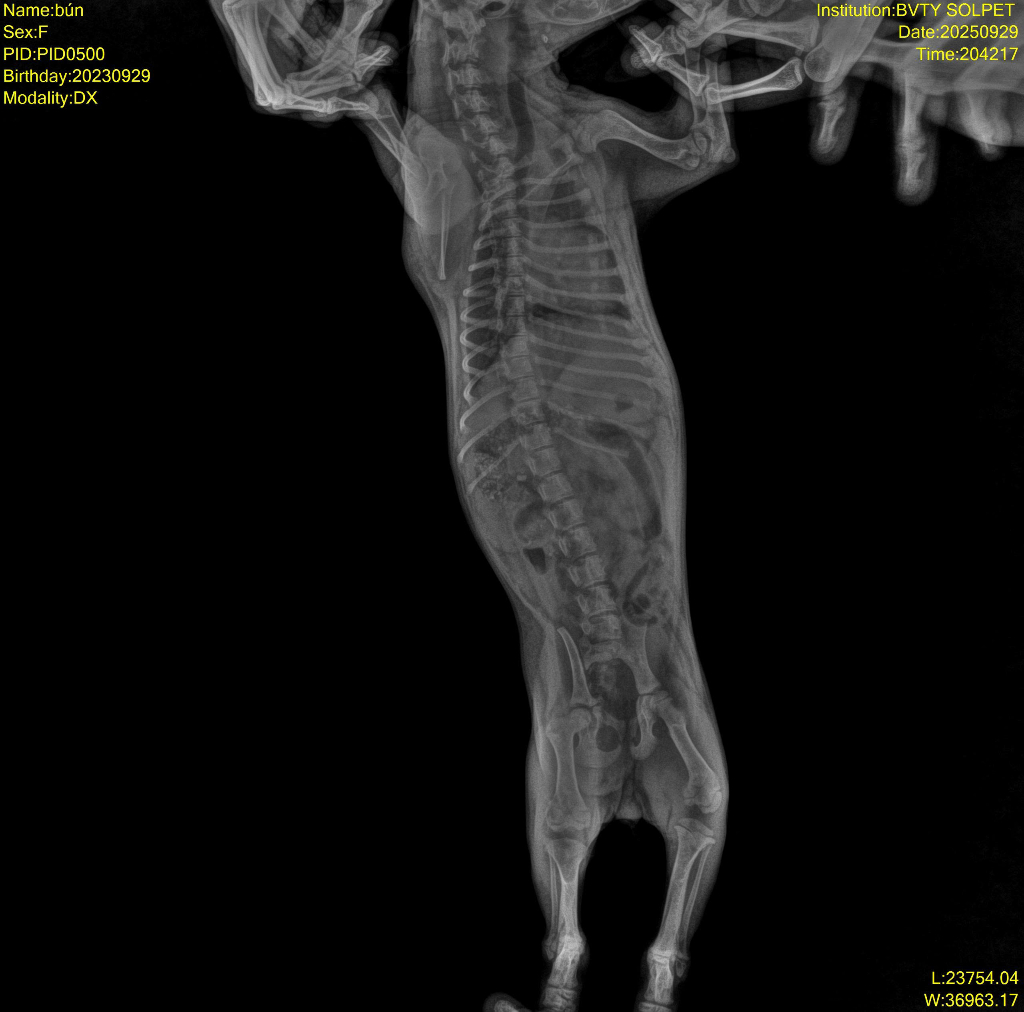 Name:bún
Sex:F
PID:PID0500
Birthday:20230929
Modality:DX
Institution:BVTY SOLPET
Date:20250929
Time:204217
L:23754.04
W:36963.17